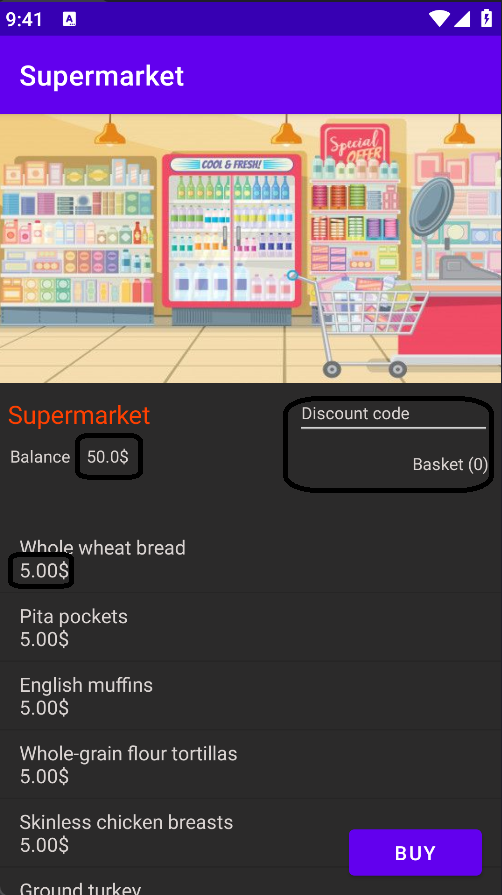 9:41
A
Supermarket
COOL & FRESH!
Special
OFFER
Supermarket
Discount code
Balance 50.0$
Basket (0)
Whole wheat bread
5.00$
Pita pockets
5.00$
English muffins
5.00$
Whole-grain flour tortillas
5.00$
Skinless chicken breasts
5.00$
BUY
Ground turkey